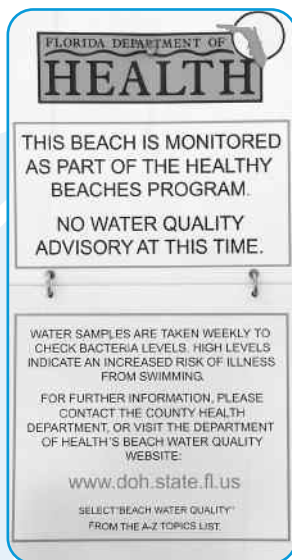 FLORIDA DEPARTMENT OF
HEALTH
THIS BEACH IS MONITORED
AS PART OF THE HEALTHY
BEACHES PROGRAM.
NO WATER QUALITY
ADVISORY AT THIS TIME.
WATER SAMPLES ARE TAKEN WEEKLY TO
CHECK BACTERIA LEVELS. HIGH LEVELS
INDICATE AN INCREASED RISK OF ILLNESS
FROM SWIMMING.
FOR FURTHER INFORMATION, PLEASE
CONTACT THE COUNTY HEALTH
DEPARTMENT, OR VISIT THE DEPARTMENT
OF HEALTH'S BEACH WATER QUALITY
WEBSITE:
www.doh.state.fl.us
SELECT "BEACH WATER QUALITY"
FROM THE A-Z TOPICS LIST.